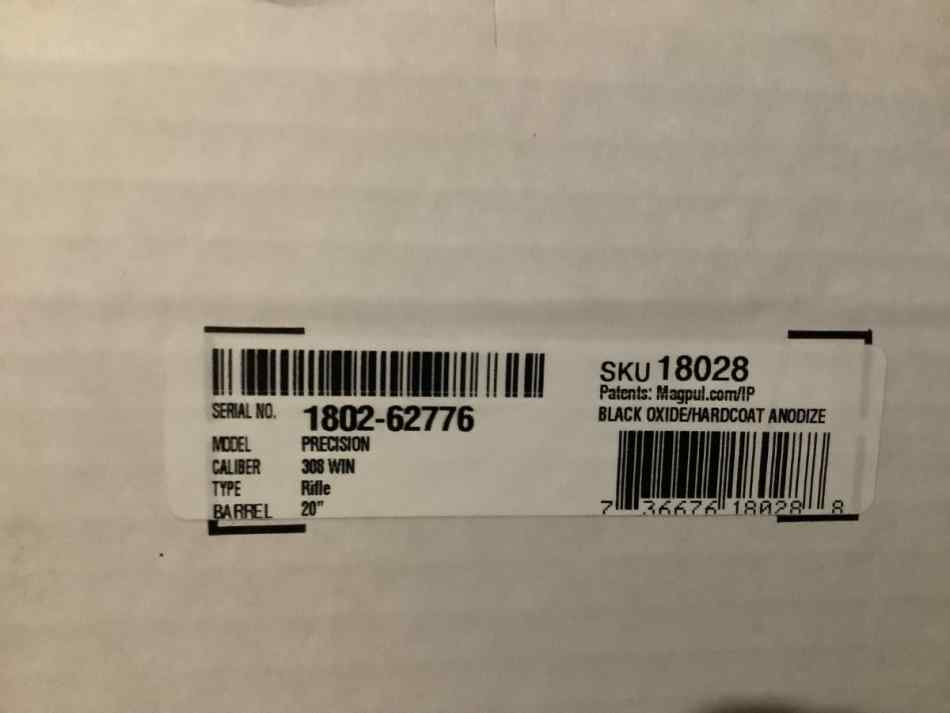 SERIAL NO. 1802-62776
MODEL PRECISION
CALIBER 308 WIN
TYPE Rifle
BARREL 20"
SKU 18028
Patents: Magpul.com/IP
BLACK OXIDE/HARDCOAT ANODIZE
7 36676 18028 8